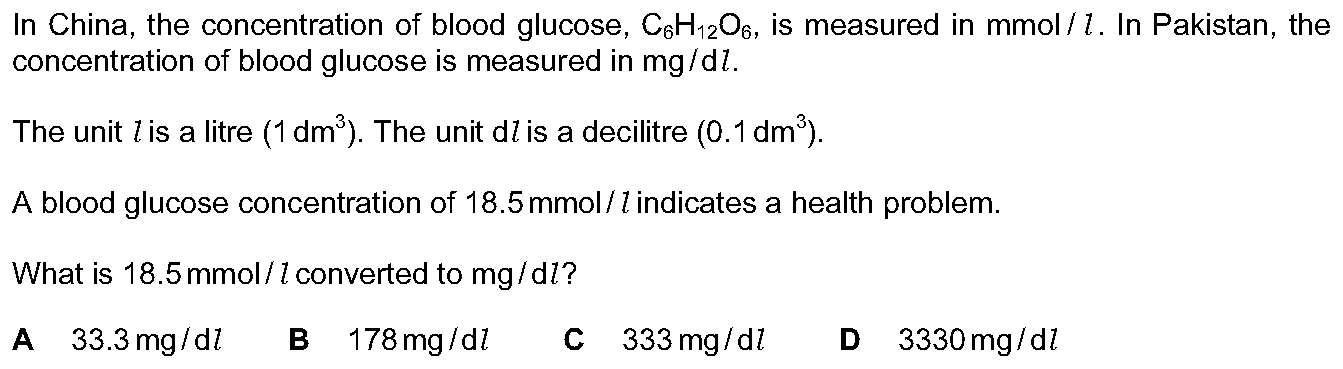 In China, the concentration of blood glucose, C₆H₁₂O₆, is measured in mmol / l. In Pakistan, the
concentration of blood glucose is measured in mg / dl.
The unit l is a litre (1 dm³). The unit dl is a decilitre (0.1 dm³).
A blood glucose concentration of 18.5 mmol / l indicates a health problem.
What is 18.5 mmol / l converted to mg / dl?
A 33.3 mg / dl B 178 mg / dl C 333 mg / dl D 3330 mg / dl